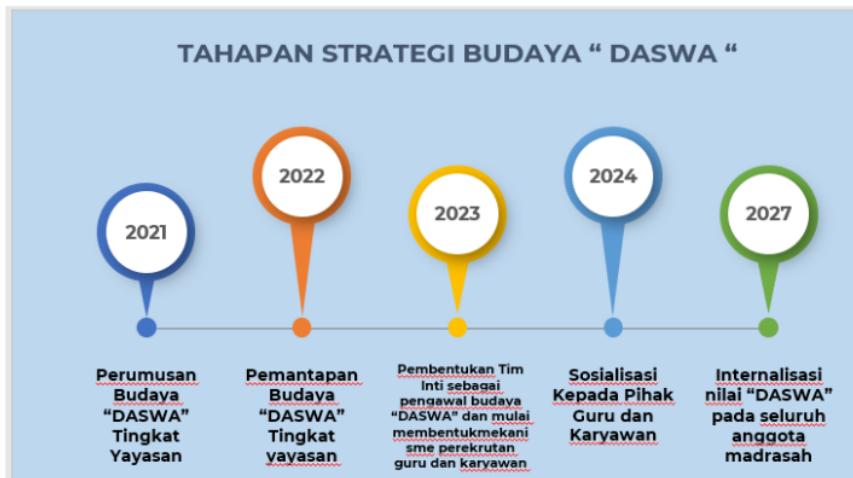 TAHAPAN STRATEGI BUDAYA “ DASWA “
2021
2022
2023
2024
2027
Perumusan
Budaya
“DASWA”
Tingkat
Yayasan
Pemantapan
Budaya
“DASWA”
Tingkat
yayasan
Pembentukan Tim
Inti sebagai
pengawal budaya
“DASWA” dan mulai
membentukmekani
sme perekrutan
guru dan karyawan
Sosialisasi
Kepada Pihak
Guru dan
Karyawan
Internalisasi
nilai “DASWA”
pada seluruh
anggota
madrasah